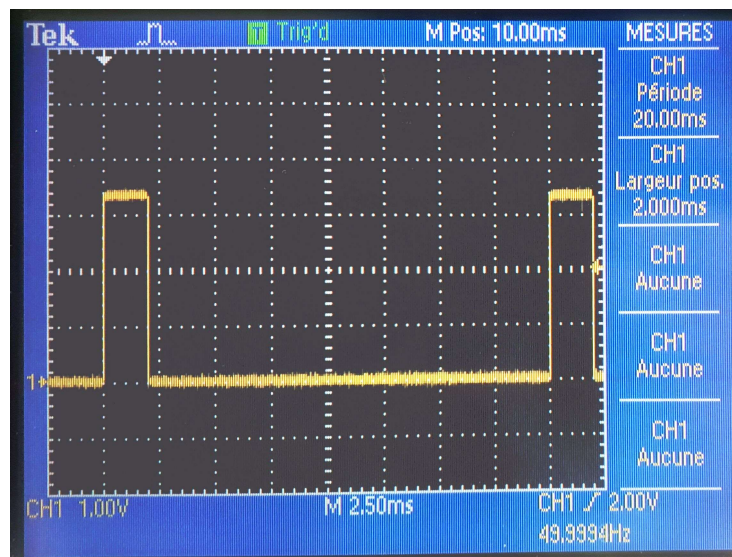 Tek T Trig'd M Pos: 10.00ms MESURES
CH1
Période
20.00ms
CH1
Largeur pos.
2.000ms
CH1
Aucune
CH1
Aucune
CH1
Aucune
1
CH1 1.00V M 2.50ms CH1 2.00V
49.9994Hz